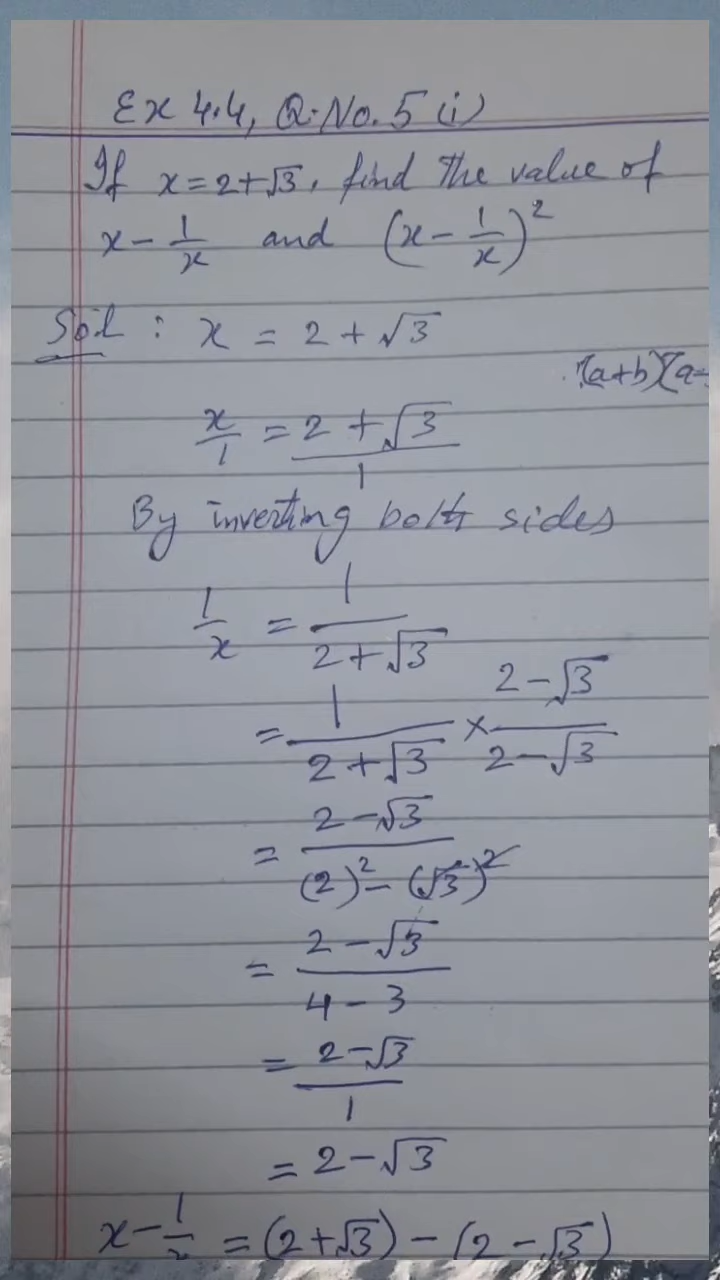 Ex 4.4, Q.No. 5 (i)
If x = 2+√3, find the value of
x - 1/x and (x - 1/x)²
Sol : x = 2 + √3
∵(a+b)(a-
x/1 = (2 + √3)/1
By inverting both sides
1/x = 1/(2 + √3)
= 1/(2 + √3) × (2 - √3)/(2 - √3)
= (2 - √3)/((2)² - (√3)²)
= (2 - √3)/(4 - 3)
= (2 - √3)/1
= 2 - √3
x - 1/x = (2 + √3) - (2 - √3)